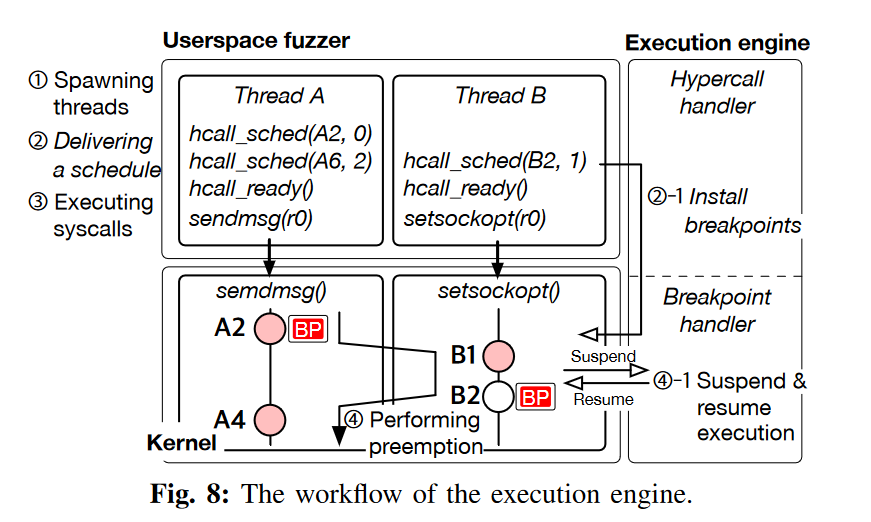 Userspace fuzzer
Execution engine
① Spawning
threads
② Delivering
a schedule
③ Executing
syscalls
Thread A
hcall_sched(A2, 0)
hcall_sched(A6, 2)
hcall_ready()
sendmsg(r0)
Thread B
hcall_sched(B2, 1)
hcall_ready()
setsockopt(r0)
Hypercall
handler
②-1 Install
breakpoints
semdmsg()
A2 BP
A4
Kernel
setsockopt()
B1
B2 BP
④ Performing
preemption
Breakpoint
handler
Suspend
Resume
④-1 Suspend &
resume
execution
Fig. 8: The workflow of the execution engine.